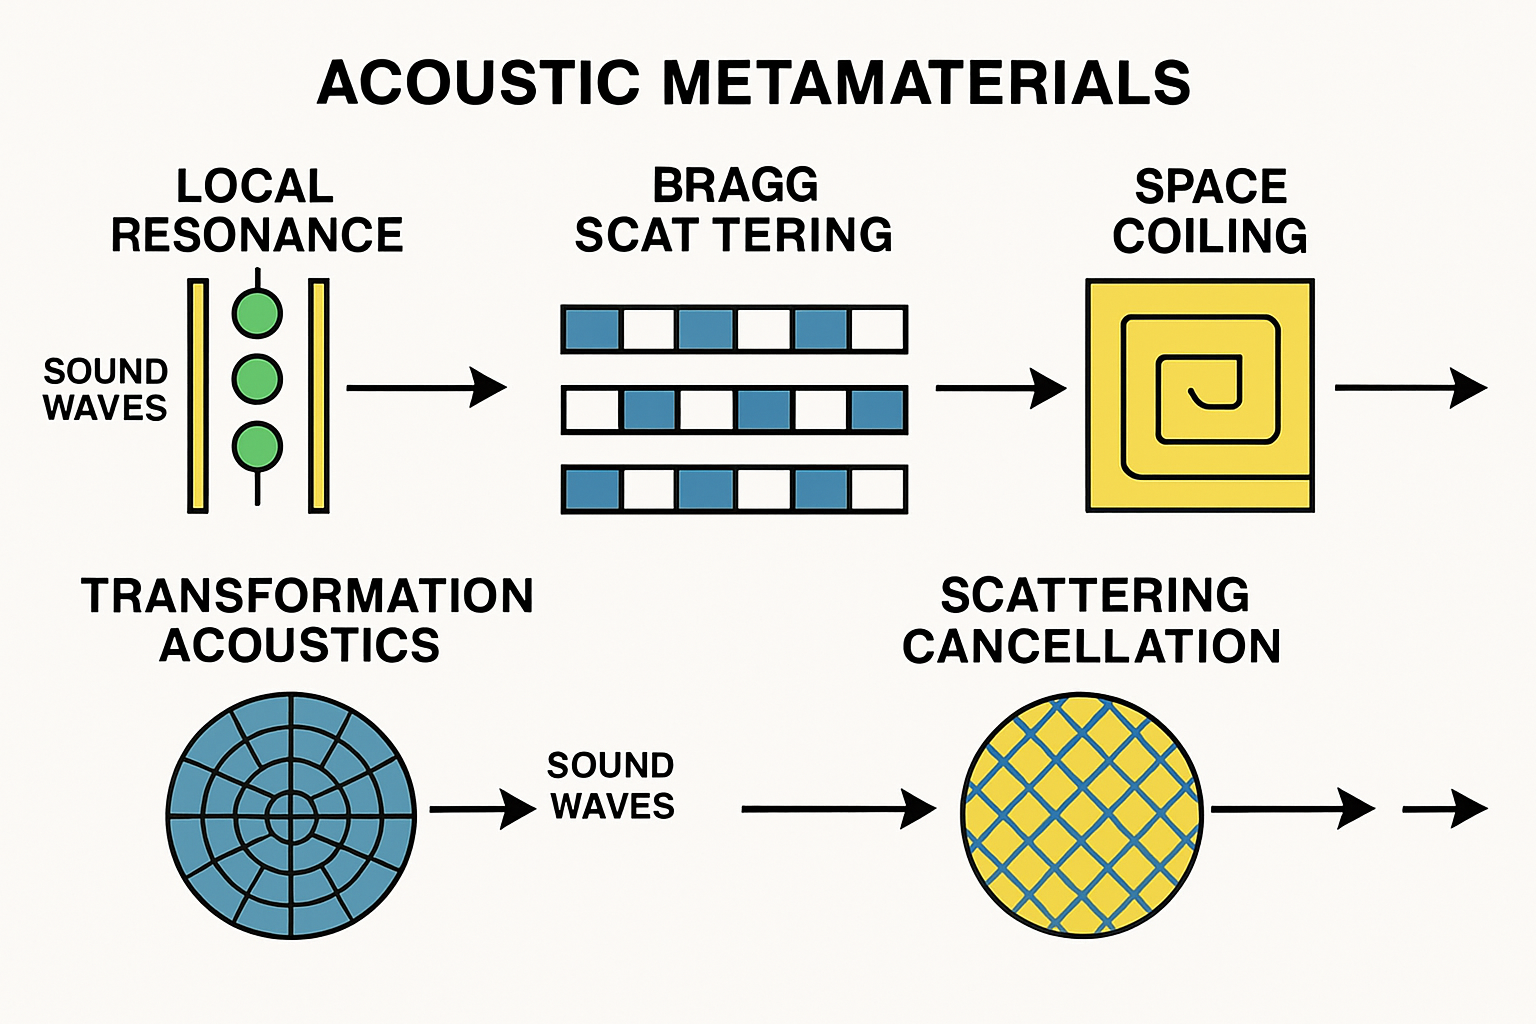 ACOUSTIC METAMATERIALS
LOCAL
RESONANCE
BRAGG
SCAT TERING
SPACE
COILING
SOUND
WAVES
TRANSFORMATION
ACOUSTICS
SCATTERING
CANCELLATION
SOUND
WAVES